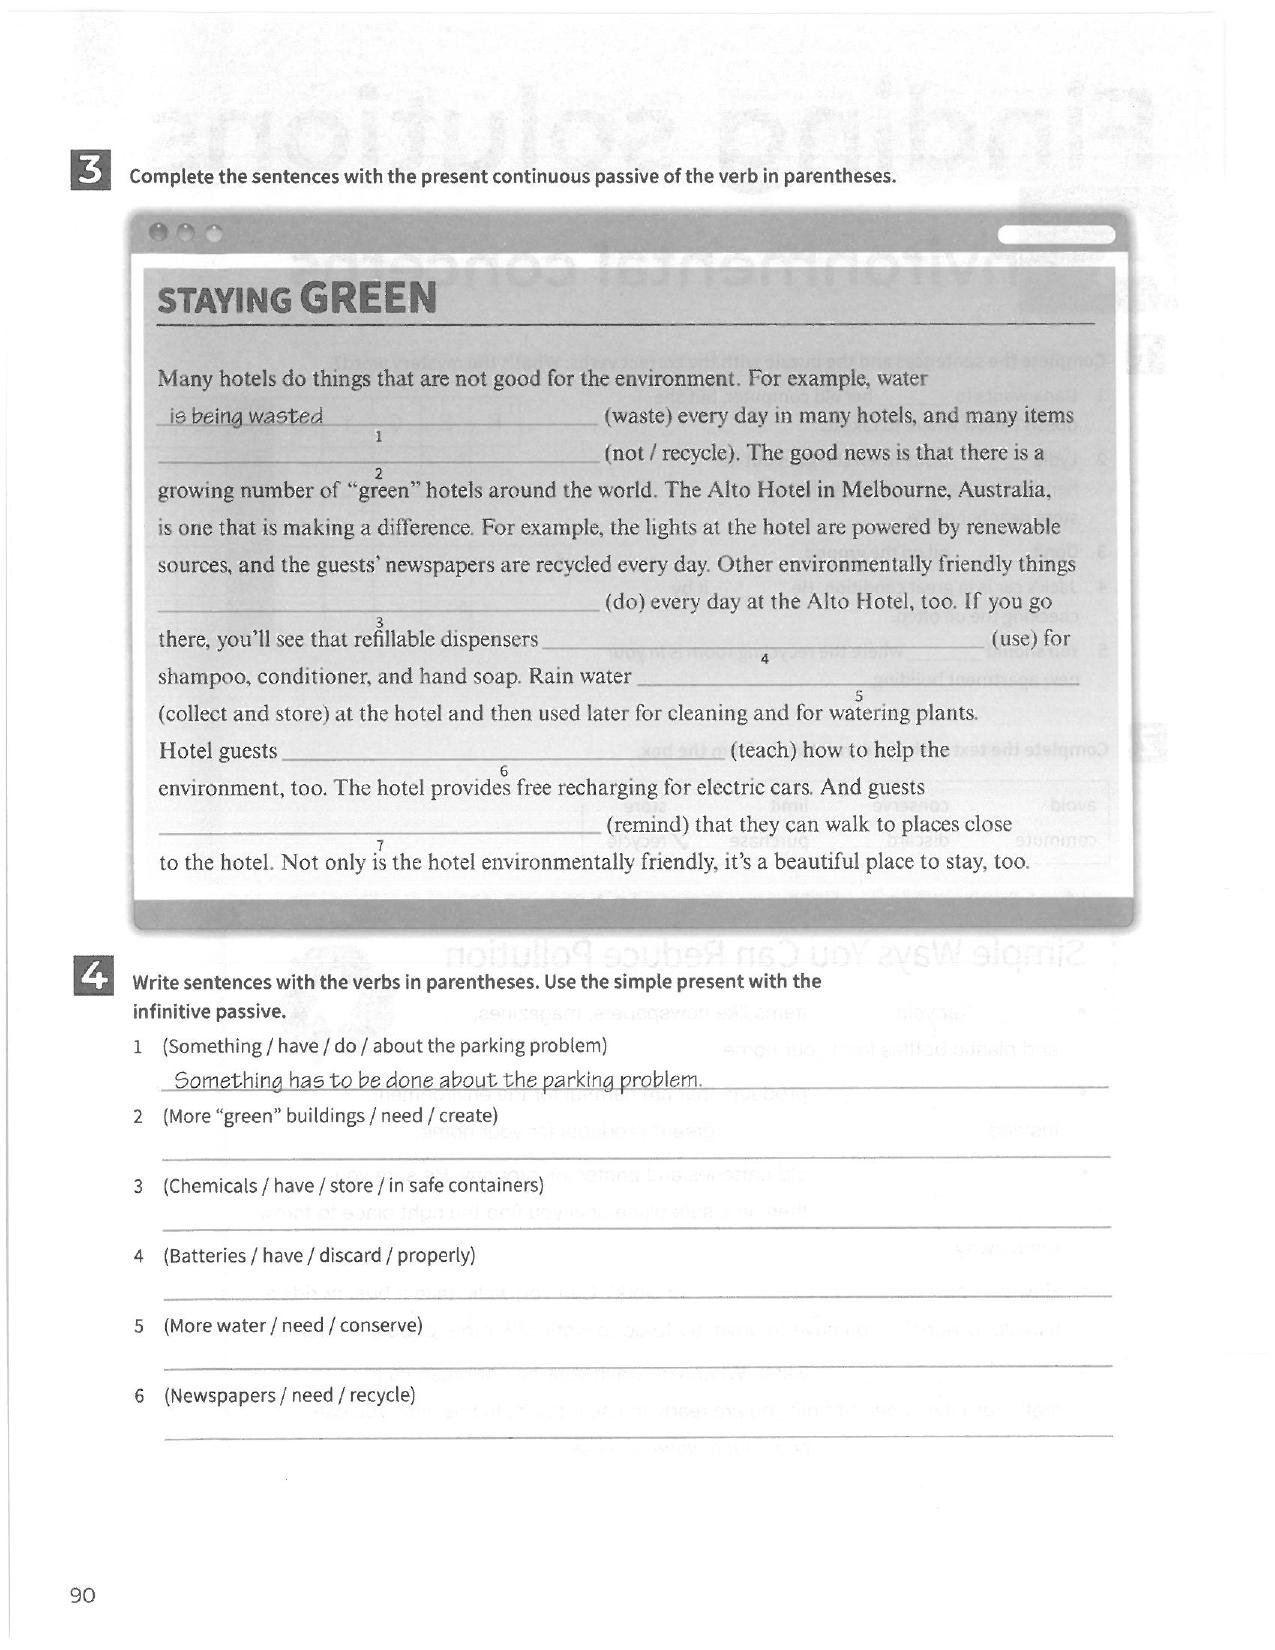 3 Complete the sentences with the present continuous passive of the verb in parentheses.
STAYING GREEN
Many hotels do things that are not good for the environment. For example, water
is being wasted (waste) every day in many hotels, and many items
1
(not / recycle). The good news is that there is a
2
growing number of “green” hotels around the world. The Alto Hotel in Melbourne, Australia,
is one that is making a difference. For example, the lights at the hotel are powered by renewable
sources, and the guests’ newspapers are recycled every day. Other environmentally friendly things
(do) every day at the Alto Hotel, too. If you go
3
there, you’ll see that refillable dispensers (use) for
4
shampoo, conditioner, and hand soap. Rain water
5
(collect and store) at the hotel and then used later for cleaning and for watering plants.
Hotel guests (teach) how to help the
6
environment, too. The hotel provides free recharging for electric cars. And guests
(remind) that they can walk to places close
7
to the hotel. Not only is the hotel environmentally friendly, it’s a beautiful place to stay, too.
4 Write sentences with the verbs in parentheses. Use the simple present with the
infinitive passive.
1 (Something / have / do / about the parking problem)
Something has to be done about the parking problem.
2 (More “green” buildings / need / create)
3 (Chemicals / have / store / in safe containers)
4 (Batteries / have / discard / properly)
5 (More water / need / conserve)
6 (Newspapers / need / recycle)
90